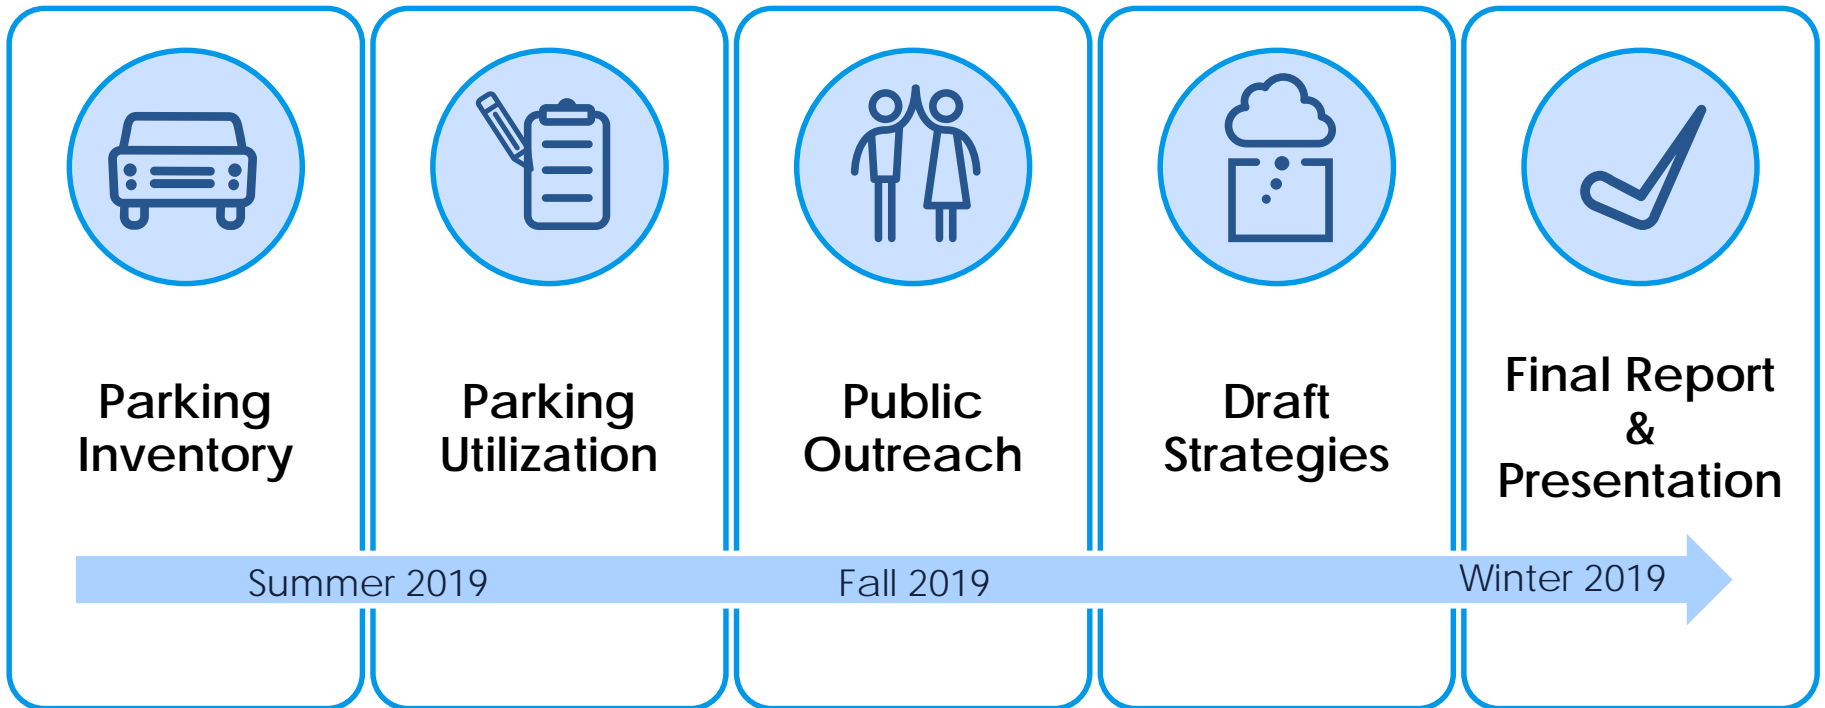 Parking
Inventory
Parking
Utilization
Public
Outreach
Draft
Strategies
Final Report
&
Presentation
Summer 2019
Fall 2019
Winter 2019